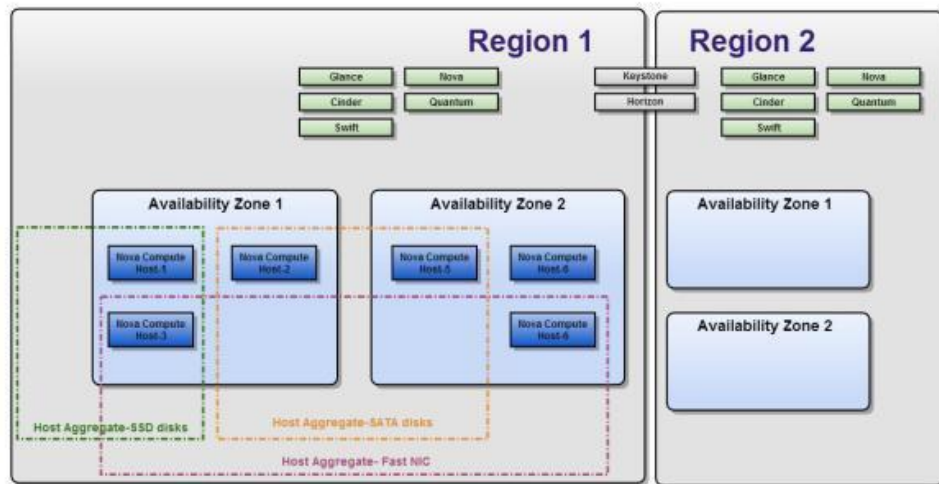 Region 1
Region 2
Glance
Nova
Keystone
Glance
Nova
Cinder
Quantum
Horizon
Cinder
Quantum
Swift
Swift
Availability Zone 1
Availability Zone 2
Availability Zone 1
Nova Compute
Host-1
Nova Compute
Host-2
Nova Compute
Host-5
Nova Compute
Host-6
Nova Compute
Host-3
Nova Compute
Host-6
Availability Zone 2
Host Aggregate-SSD disks
Host Aggregate-SATA disks
Host Aggregate- Fast NIC